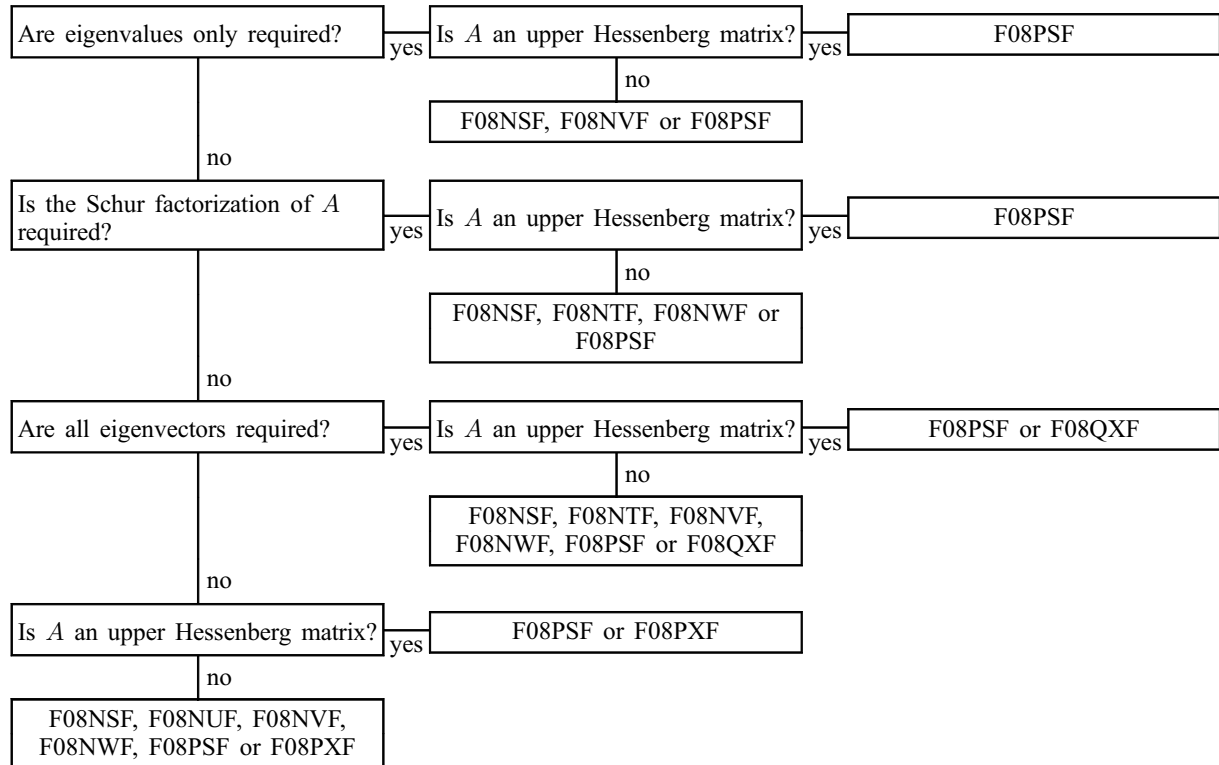 Are eigenvalues only required?
yes
Is A an upper Hessenberg matrix?
yes
F08PSF
no
F08NSF, F08NVF or F08PSF
no
Is the Schur factorization of A
required?
yes
Is A an upper Hessenberg matrix?
yes
F08PSF
no
F08NSF, F08NTF, F08NWF or
F08PSF
no
Are all eigenvectors required?
yes
Is A an upper Hessenberg matrix?
yes
F08PSF or F08QXF
no
F08NSF, F08NTF, F08NVF,
F08NWF, F08PSF or F08QXF
no
Is A an upper Hessenberg matrix?
yes
F08PSF or F08PXF
no
F08NSF, F08NUF, F08NVF,
F08NWF, F08PSF or F08PXF